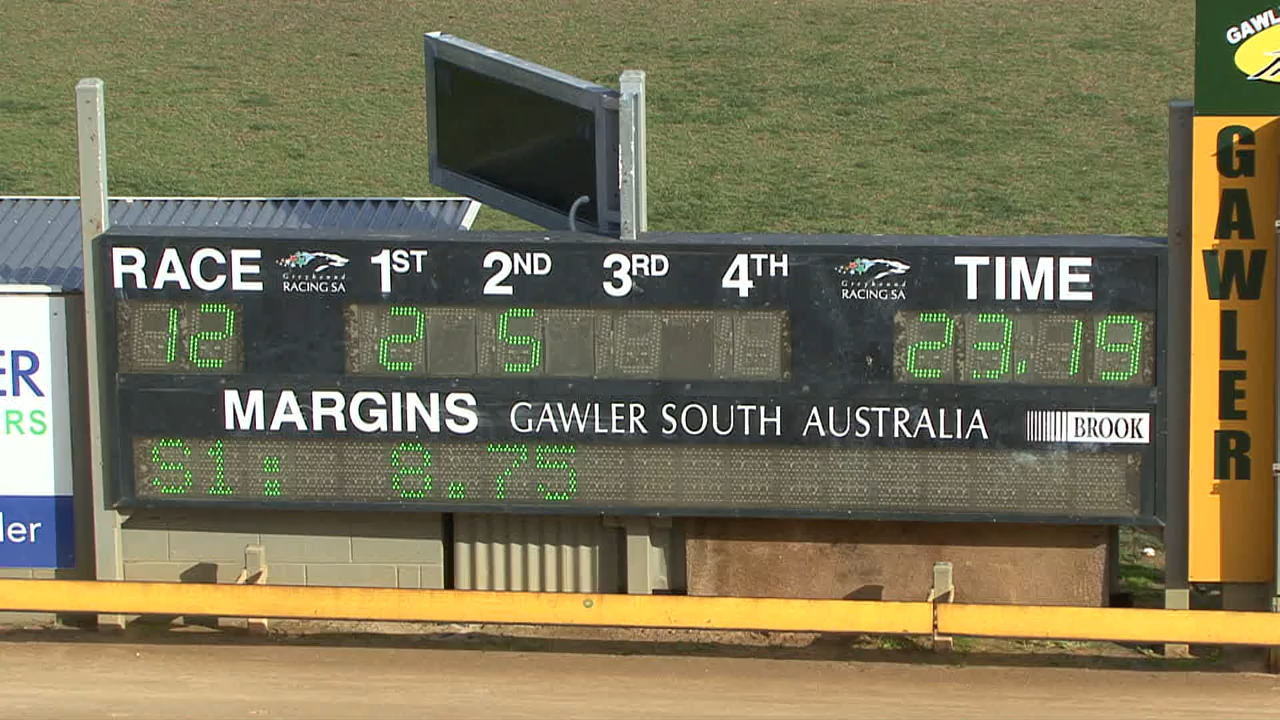 GAWL
GAWLER
RACE Greyhound RACING SA 1ST 2ND 3RD 4TH Greyhound RACING SA TIME
12 2 5 23.19
MARGINS GAWLER SOUTH AUSTRALIA BROOK
S1: 8.75
ER
RS
ler